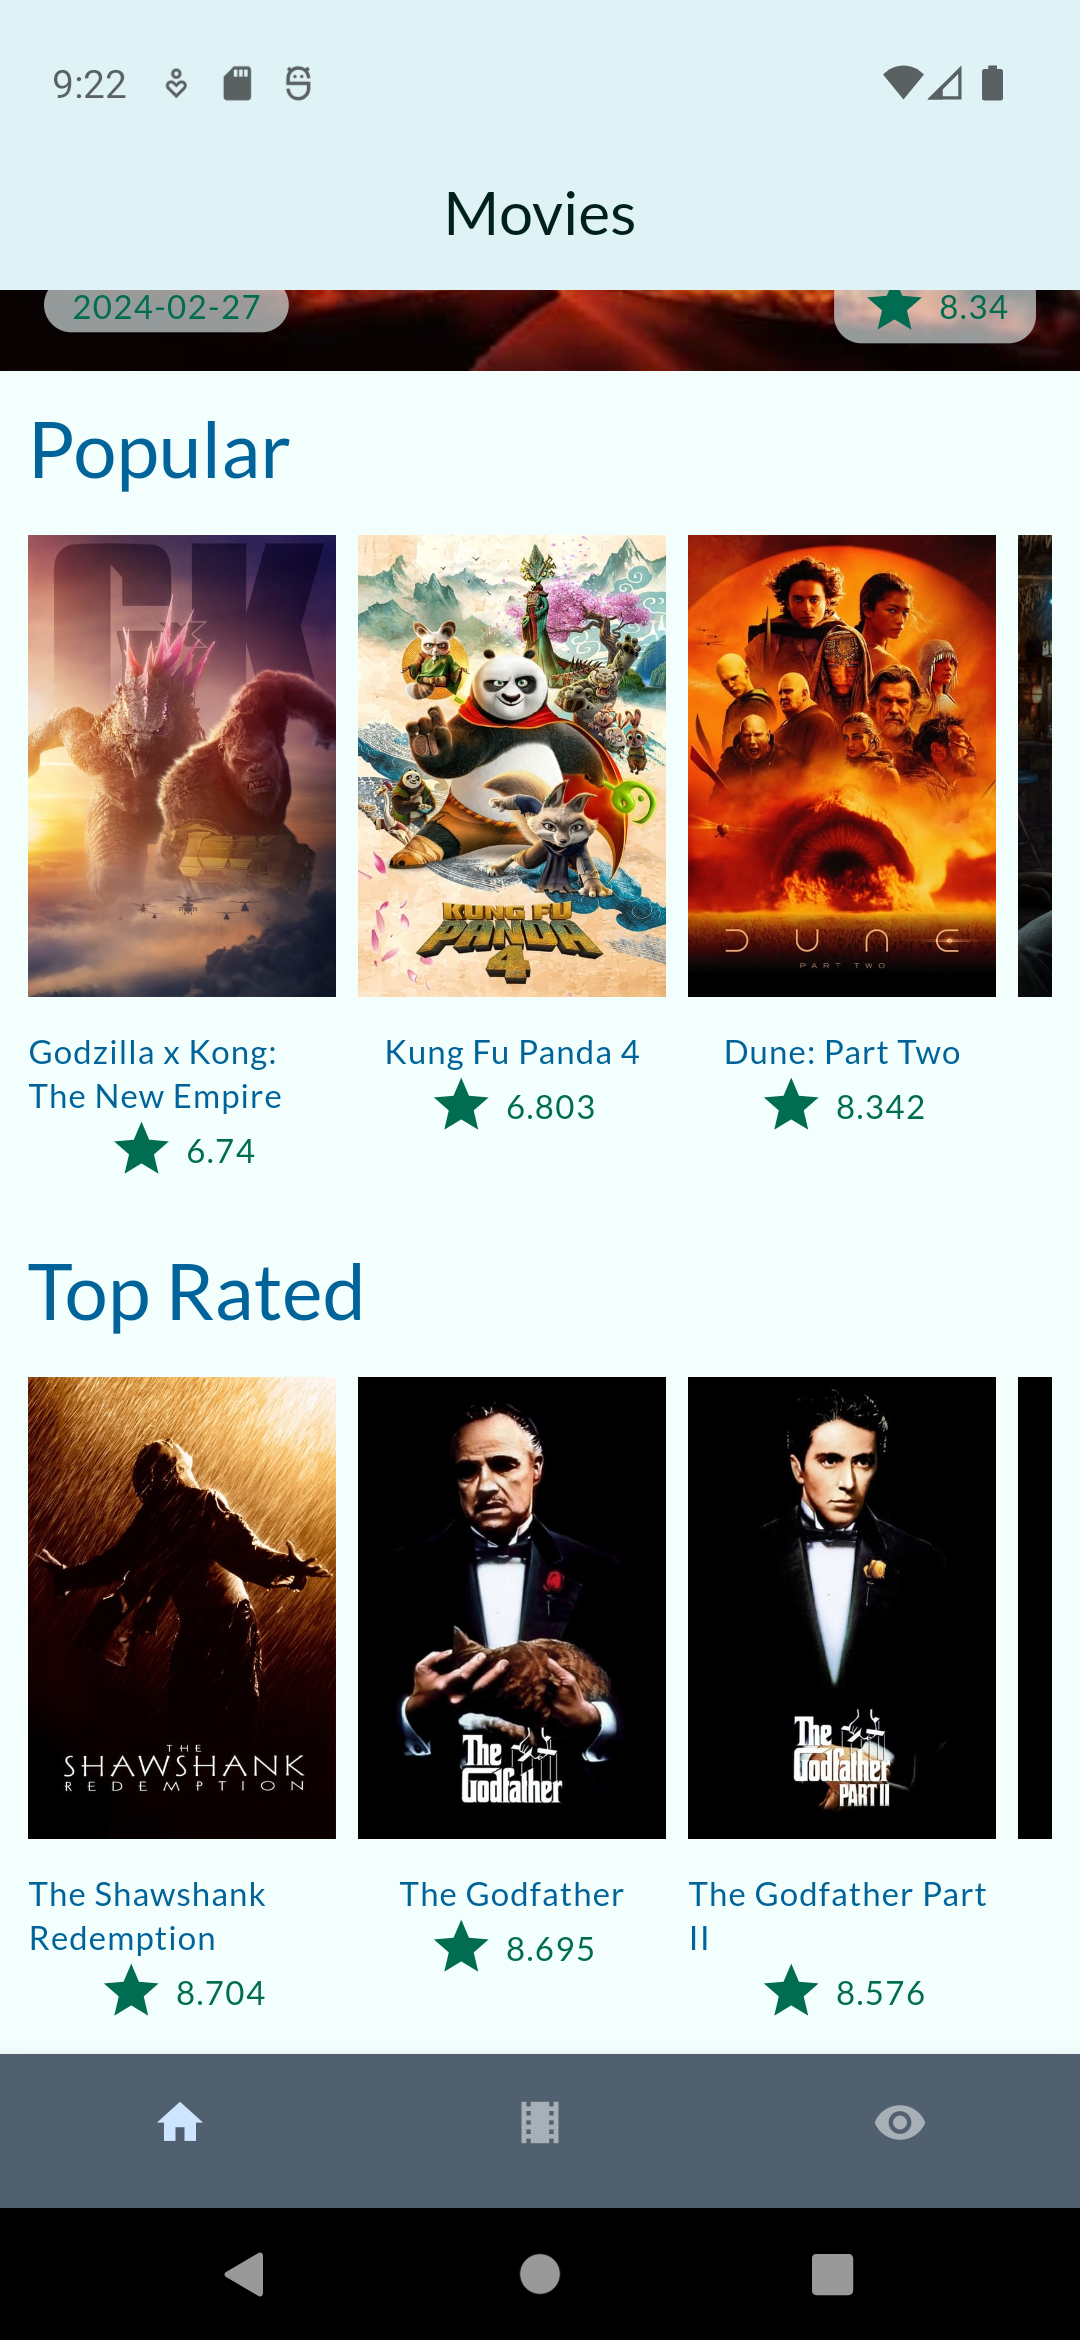 9:22
Movies
2024-02-27
8.34
Popular
GK
KUNG FU
PANDA
4
DUNE
PART TWO
Godzilla x Kong:
The New Empire
6.74
Kung Fu Panda 4
6.803
Dune: Part Two
8.342
Top Rated
THE
SHAWSHANK
REDEMPTION
The
Godfather
The
Godfather
PART II
The Shawshank
Redemption
8.704
The Godfather
8.695
The Godfather Part
II
8.576